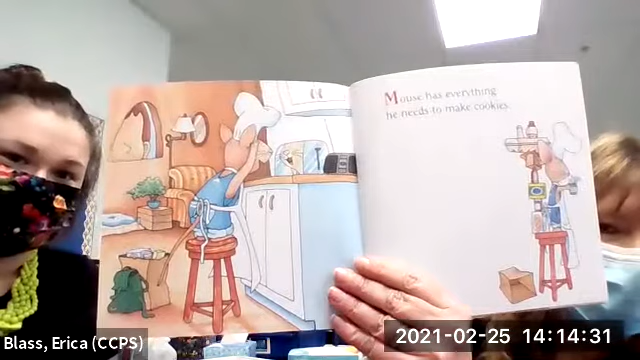 Mouse has everything
he needs to make cookies.
Blass, Erica (CCPS)
2021-02-25 14:14:31